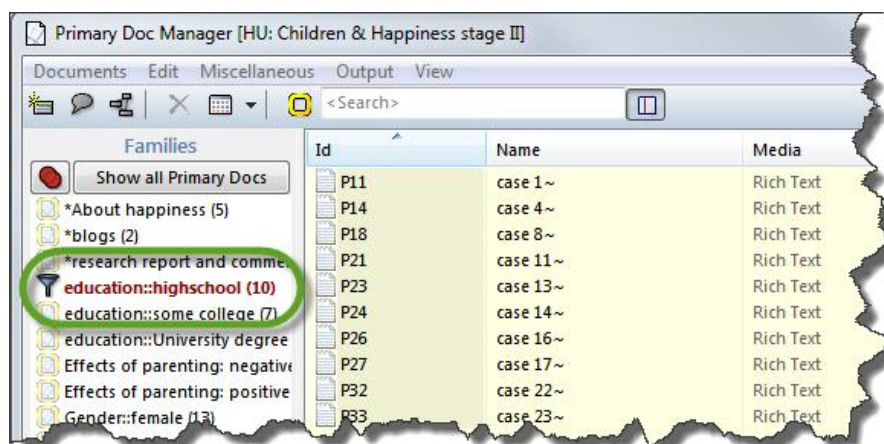 Primary Doc Manager [HU: Children & Happiness stage II]
Documents Edit Miscellaneous Output View
<Search>
Families
Show all Primary Docs
*About happiness (5)
*blogs (2)
*research report and comme
education::highschool (10)
education::some college (7)
education::University degree
Effects of parenting: negative
Effects of parenting: positive
Gender::female (13)
Id Name Media
P11 case 1~ Rich Text
P14 case 4~ Rich Text
P18 case 8~ Rich Text
P21 case 11~ Rich Text
P23 case 13~ Rich Text
P24 case 14~ Rich Text
P26 case 16~ Rich Text
P27 case 17~ Rich Text
P32 case 22~ Rich Text
P33 case 23~ Rich Text